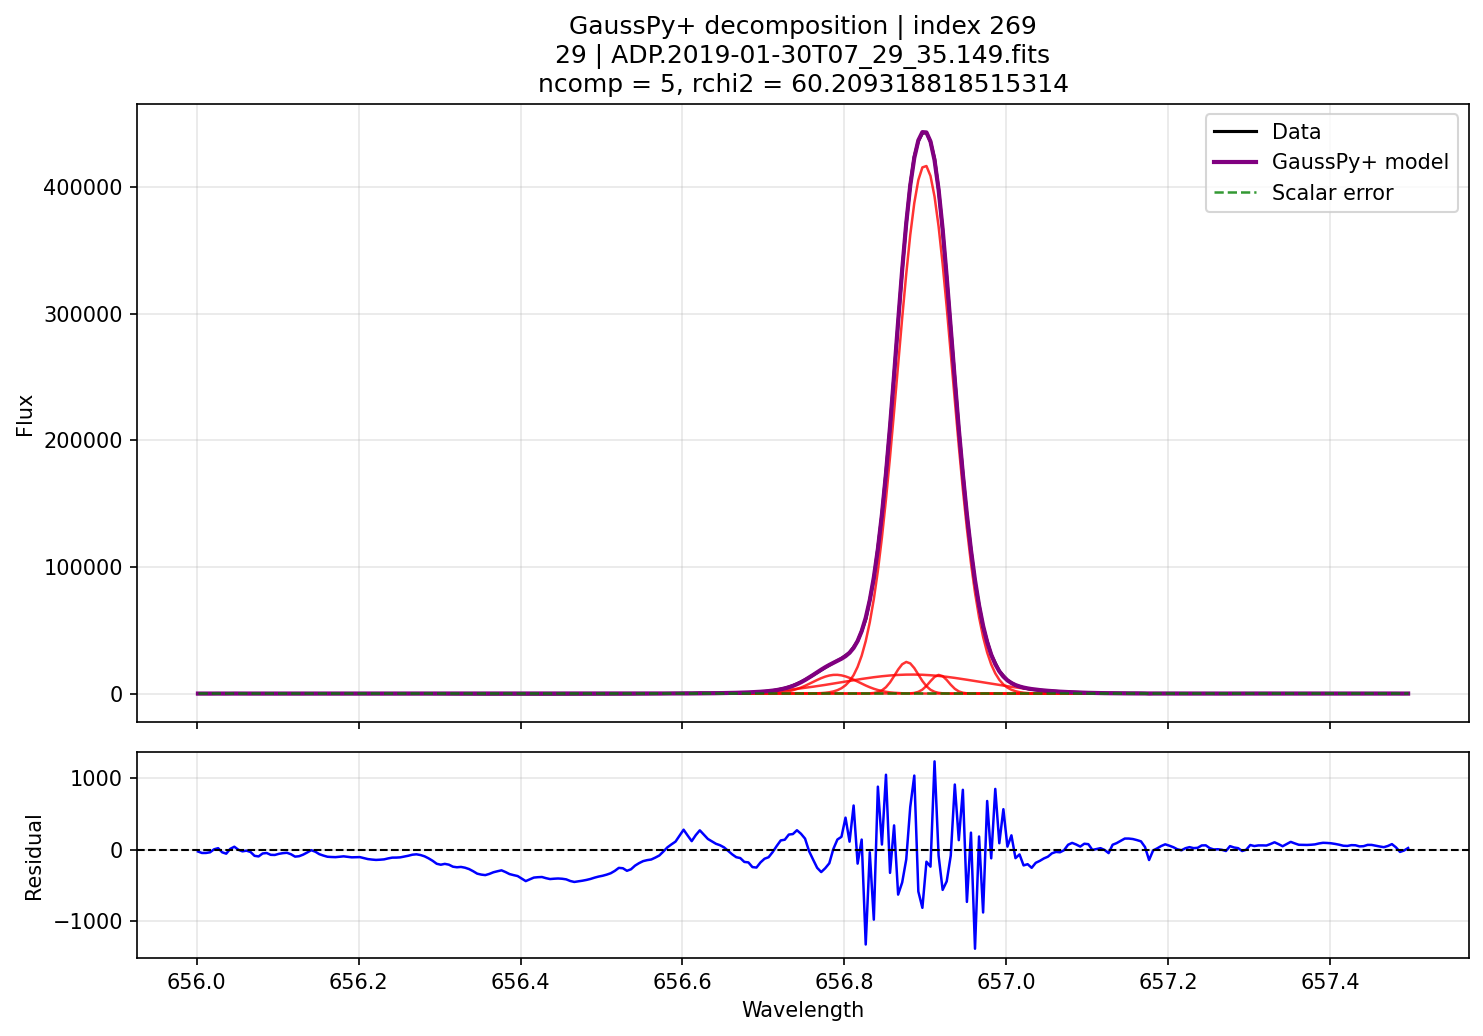 GaussPy+ decomposition | index 269
29 | ADP.2019-01-30T07_29_35.149.fits
ncomp = 5, rchi2 = 60.209318818515314
Data
GaussPy+ model
Scalar error
400000
300000
200000
100000
0
Flux
1000
0
−1000
Residual
656.0 656.2 656.4 656.6 656.8 657.0 657.2 657.4
Wavelength